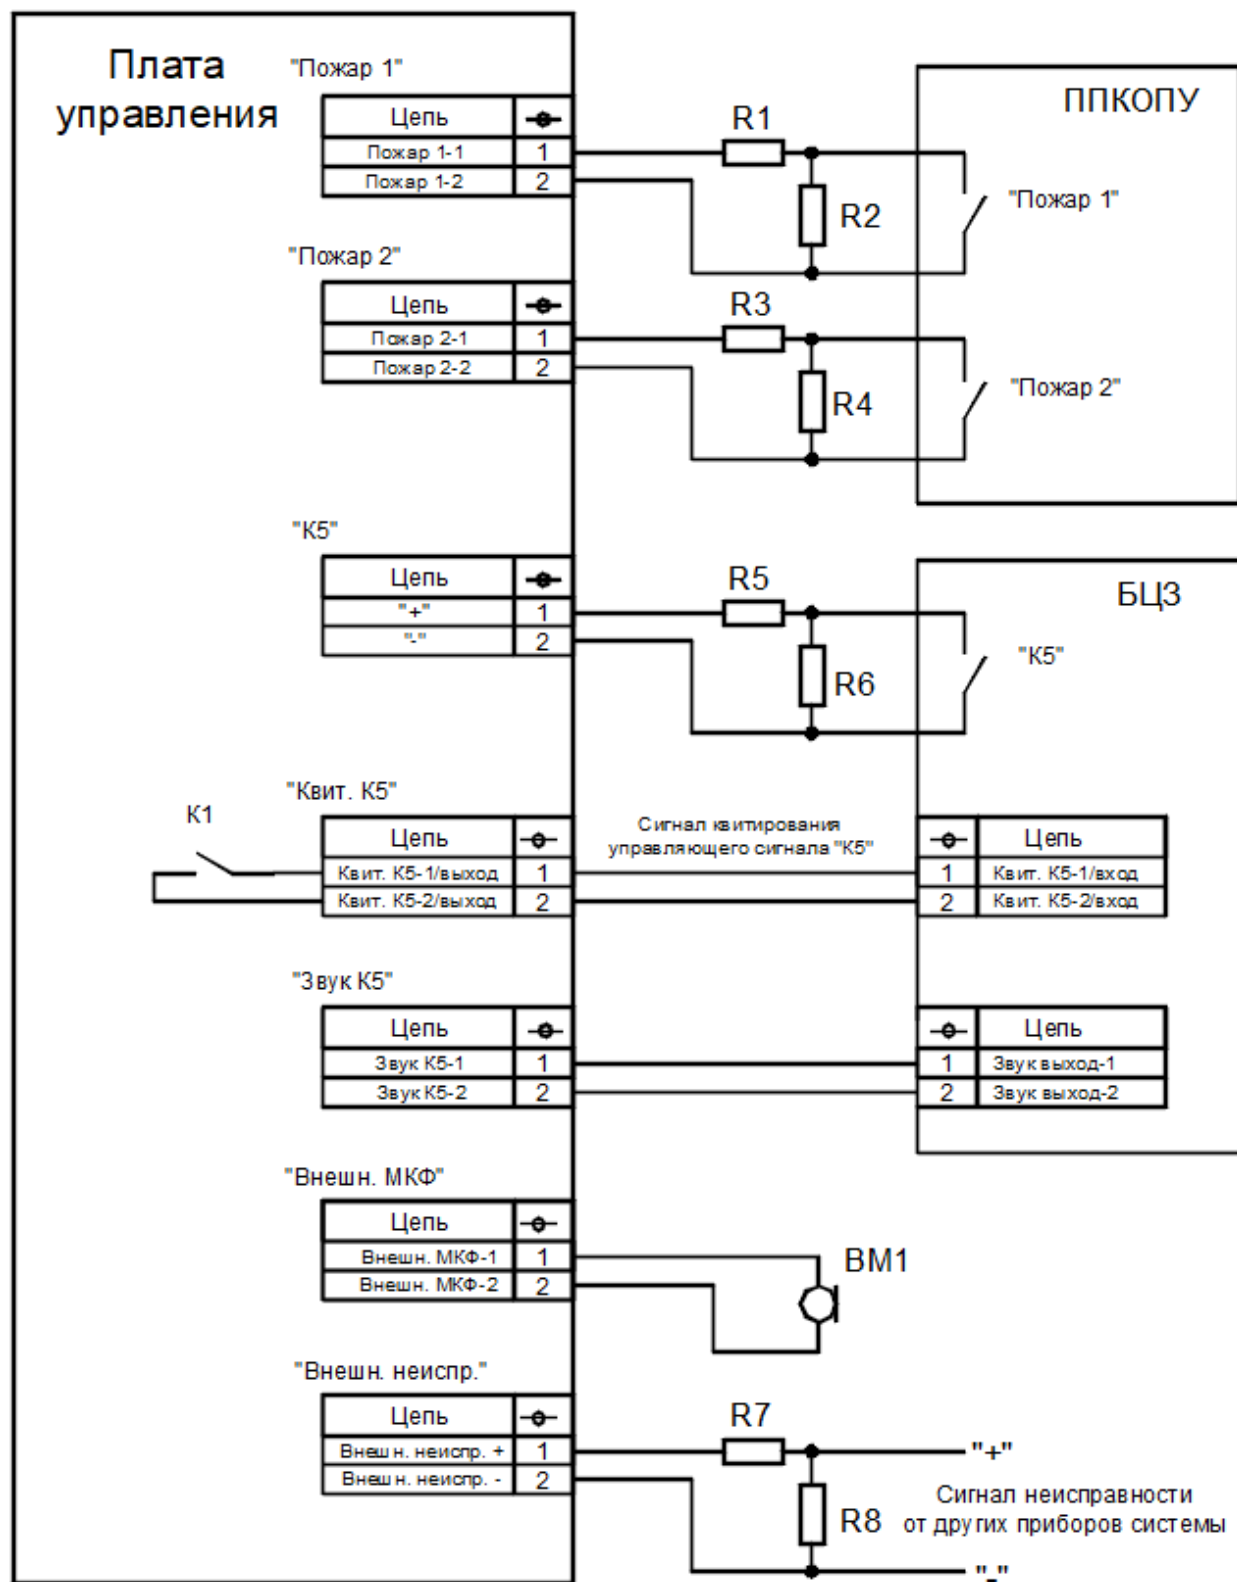 Плата
управления
"Пожар 1"
Цепь
Пожар 1-1 1
Пожар 1-2 2
R1
R2
ППКОПУ
"Пожар 1"
"Пожар 2"
Цепь
Пожар 2-1 1
Пожар 2-2 2
R3
R4
"Пожар 2"
"К5"
Цепь
"+" 1
"-" 2
R5
R6
БЦЗ
"К5"
К1
"Квит. К5"
Цепь
Квит. К5-1/выход 1
Квит. К5-2/выход 2
Сигнал квитирования
управляющего сигнала "К5"
Цепь
1 Квит. К5-1/вход
2 Квит. К5-2/вход
"Звук К5"
Цепь
Звук К5-1 1
Звук К5-2 2
Цепь
1 Звук выход-1
2 Звук выход-2
"Внешн. МКФ"
Цепь
Внешн. МКФ-1 1
Внешн. МКФ-2 2
ВМ1
"Внешн. неиспр."
Цепь
Внешн. неиспр. + 1
Внешн. неиспр. - 2
R7
R8
"+"
Сигнал неисправности
от других приборов системы
"-"